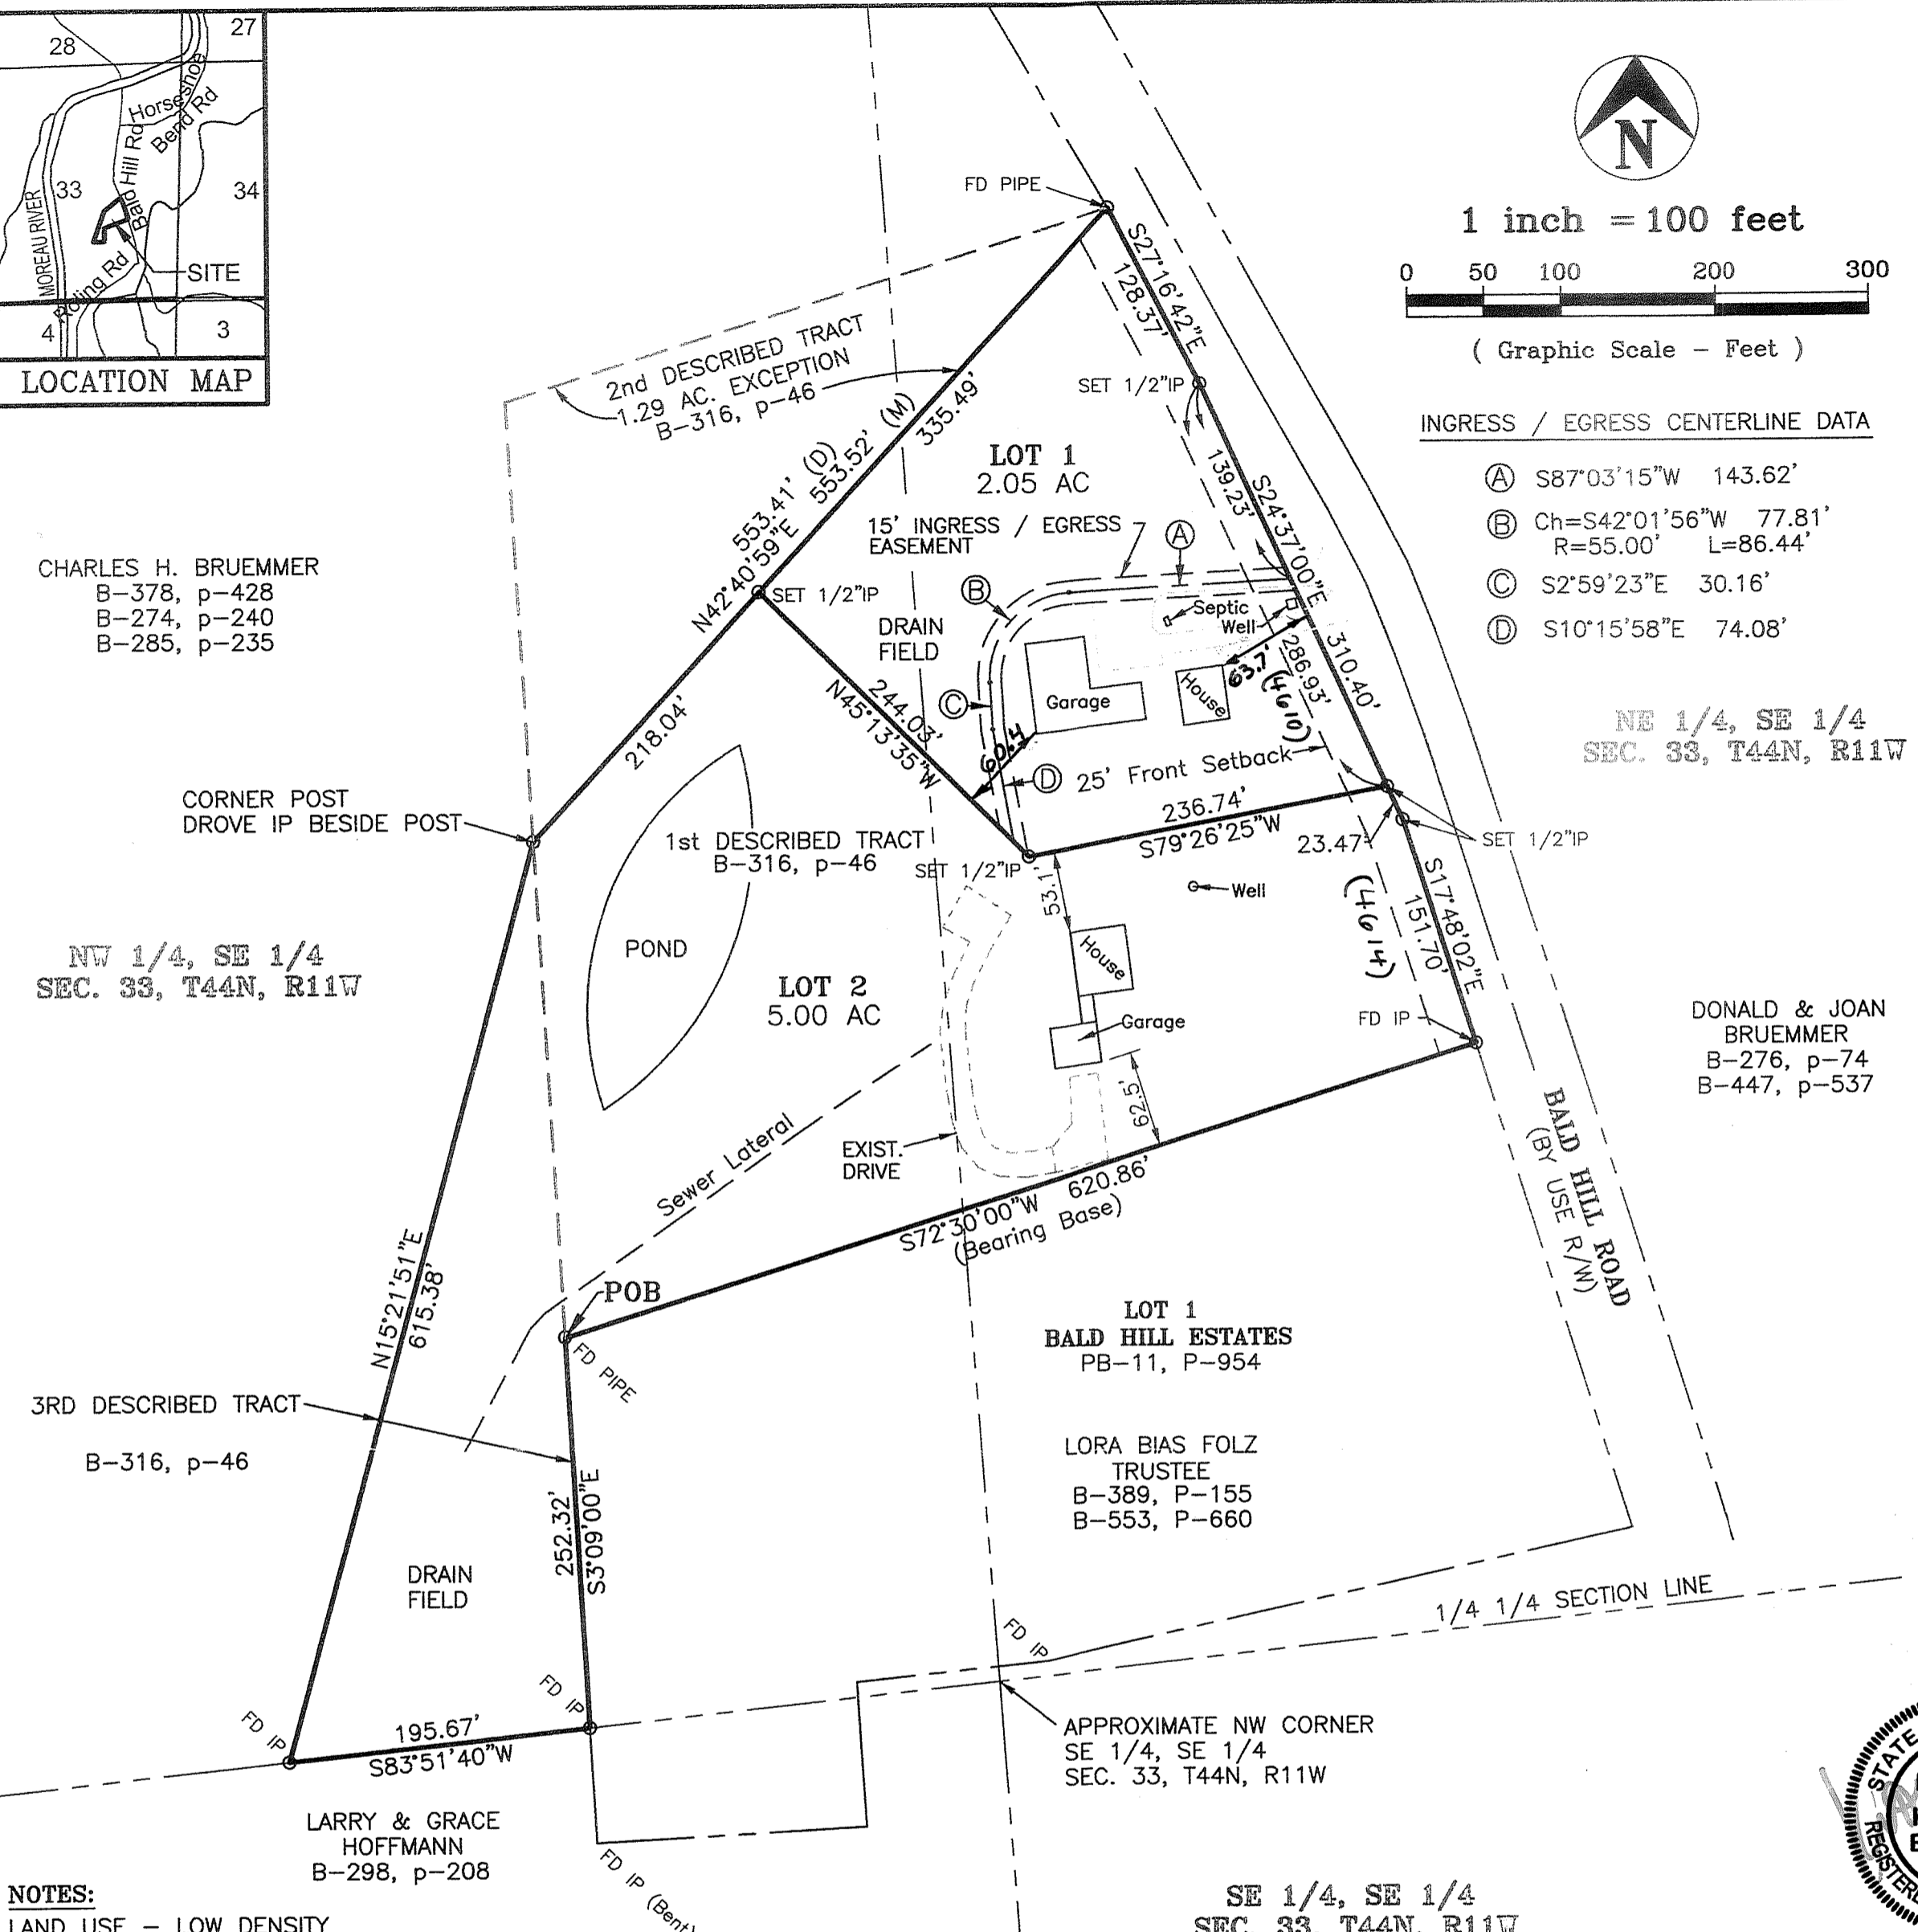 28
27
Horseshoe
Bend Rd
Bald Hill Rd
33
34
MOREAU RIVER
SITE
Rd
4
3
LOCATION MAP
N
1 inch = 100 feet
0 50 100 200 300
( Graphic Scale - Feet )
INGRESS / EGRESS CENTERLINE DATA
A S87°03'15"W 143.62'
B Ch=S42°01'56"W 77.81'
R=55.00' L=86.44'
C S2°59'23"E 30.16'
D S10°15'58"E 74.08'
FD PIPE
S27°16'42"E
128.37'
SET 1/2"IP
2nd DESCRIBED TRACT
1.29 AC. EXCEPTION
B-316, p-46
553.41' (D)
553.52' (M)
N42°40'59"E
335.49'
LOT 1
2.05 AC
139.23'
S24°37'00"E
310.40'
286.93'
15' INGRESS / EGRESS
EASEMENT
A
B
SET 1/2"IP
DRAIN
FIELD
Septic
Well
63.7'
(4610)
House
Garage
C
244.03'
N45°13'35"W
60.4
D
25' Front Setback
218.04'
CHARLES H. BRUEMMER
B-378, p-428
B-274, p-240
B-285, p-235
NE 1/4, SE 1/4
SEC. 33, T44N, R11W
CORNER POST
DROVE IP BESIDE POST
236.74'
S79°26'25"W
23.47'
SET 1/2"IP
1st DESCRIBED TRACT
B-316, p-46
SET 1/2"IP
53.1'
Well
(4614)
S17°48'02"E
151.70'
POND
NW 1/4, SE 1/4
SEC. 33, T44N, R11W
LOT 2
5.00 AC
House
Garage
FD IP
DONALD & JOAN
BRUEMMER
B-276, p-74
B-447, p-537
62.5'
EXIST.
DRIVE
Sewer Lateral
620.86'
S72°30'00"W
(Bearing Base)
BALD HILL ROAD
(BY USE R/W)
N15°21'51"E
615.38'
POB
FD PIPE
LOT 1
BALD HILL ESTATES
PB-11, P-954
3RD DESCRIBED TRACT
B-316, p-46
LORA BIAS FOLZ
TRUSTEE
B-389, P-155
B-553, P-660
252.32'
S3°09'00"E
DRAIN
FIELD
1/4 1/4 SECTION LINE
FD IP
FD IP
FD IP
195.67'
S83°51'40"W
APPROXIMATE NW CORNER
SE 1/4, SE 1/4
SEC. 33, T44N, R11W
LARRY & GRACE
HOFFMANN
B-298, p-208
FD IP (Bent)
STATE
NOTES:
LAND USE - LOW DENSITY
SE 1/4, SE 1/4
SEC. 33, T44N, R11W